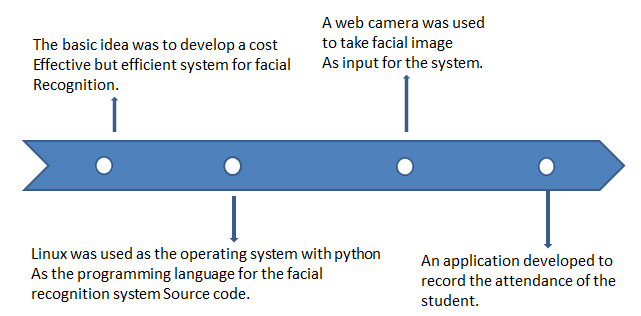 The basic idea was to develop a cost
Effective but efficient system for facial
Recognition.
Linux was used as the operating system with python
As the programming language for the facial
recognition system Source code.
A web camera was used
to take facial image
As input for the system.
An application developed to
record the attendance of the
student.